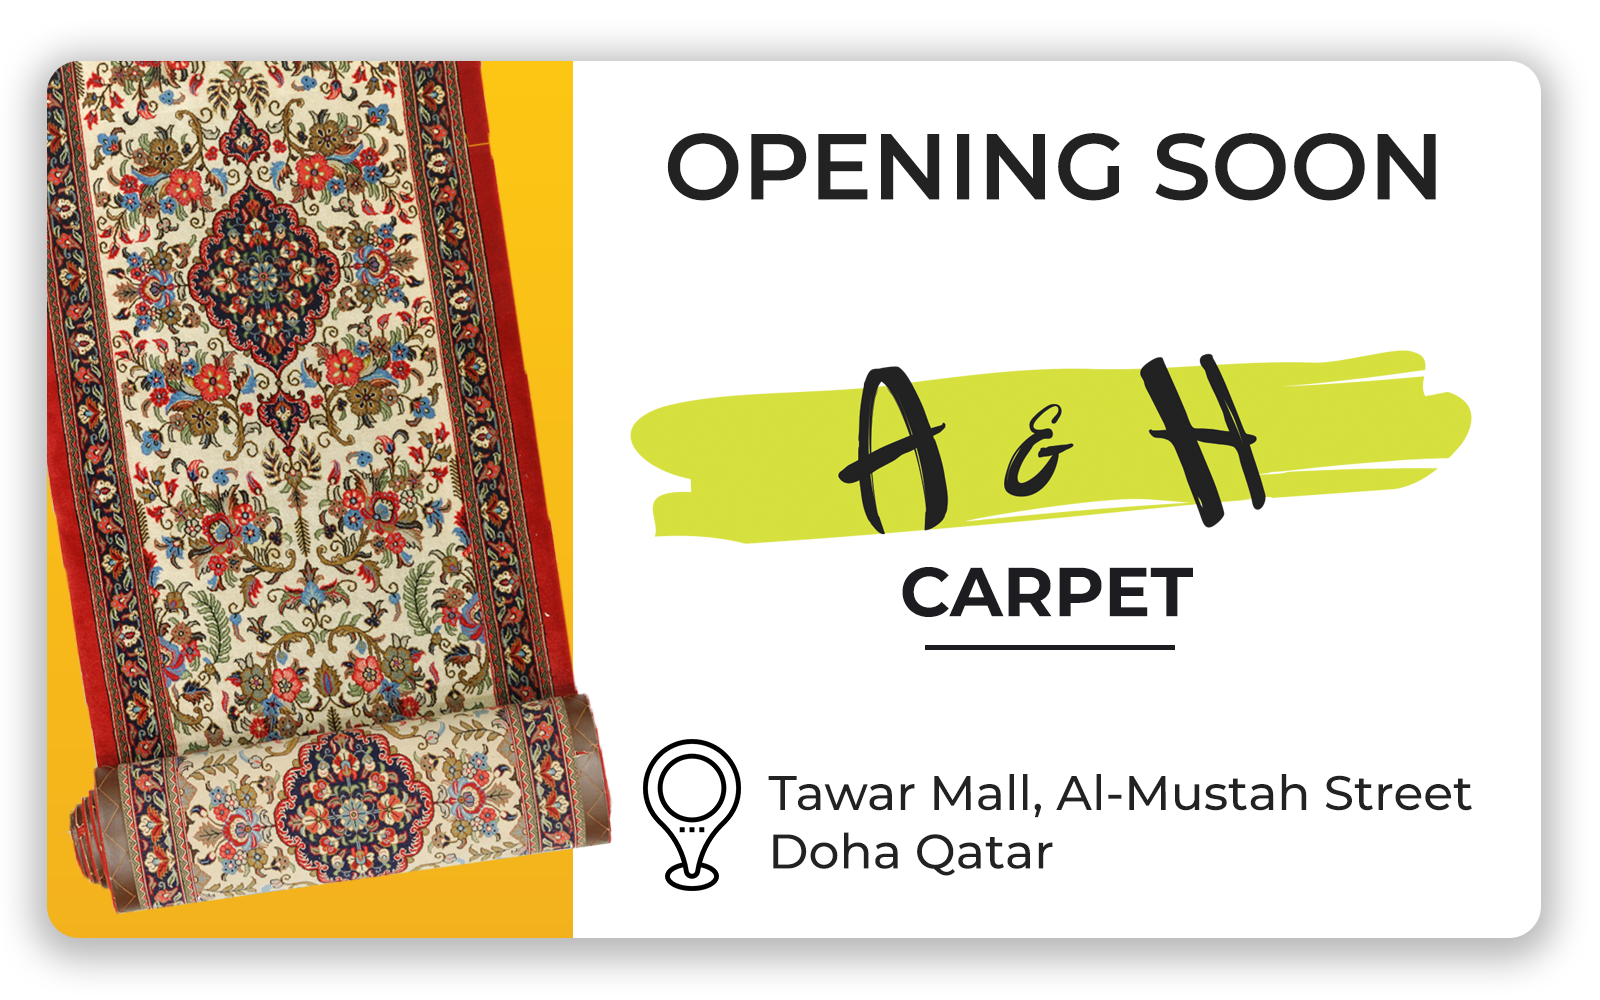 OPENING SOON
A & H
CARPET
Tawar Mall, Al-Mustah Street
Doha Qatar